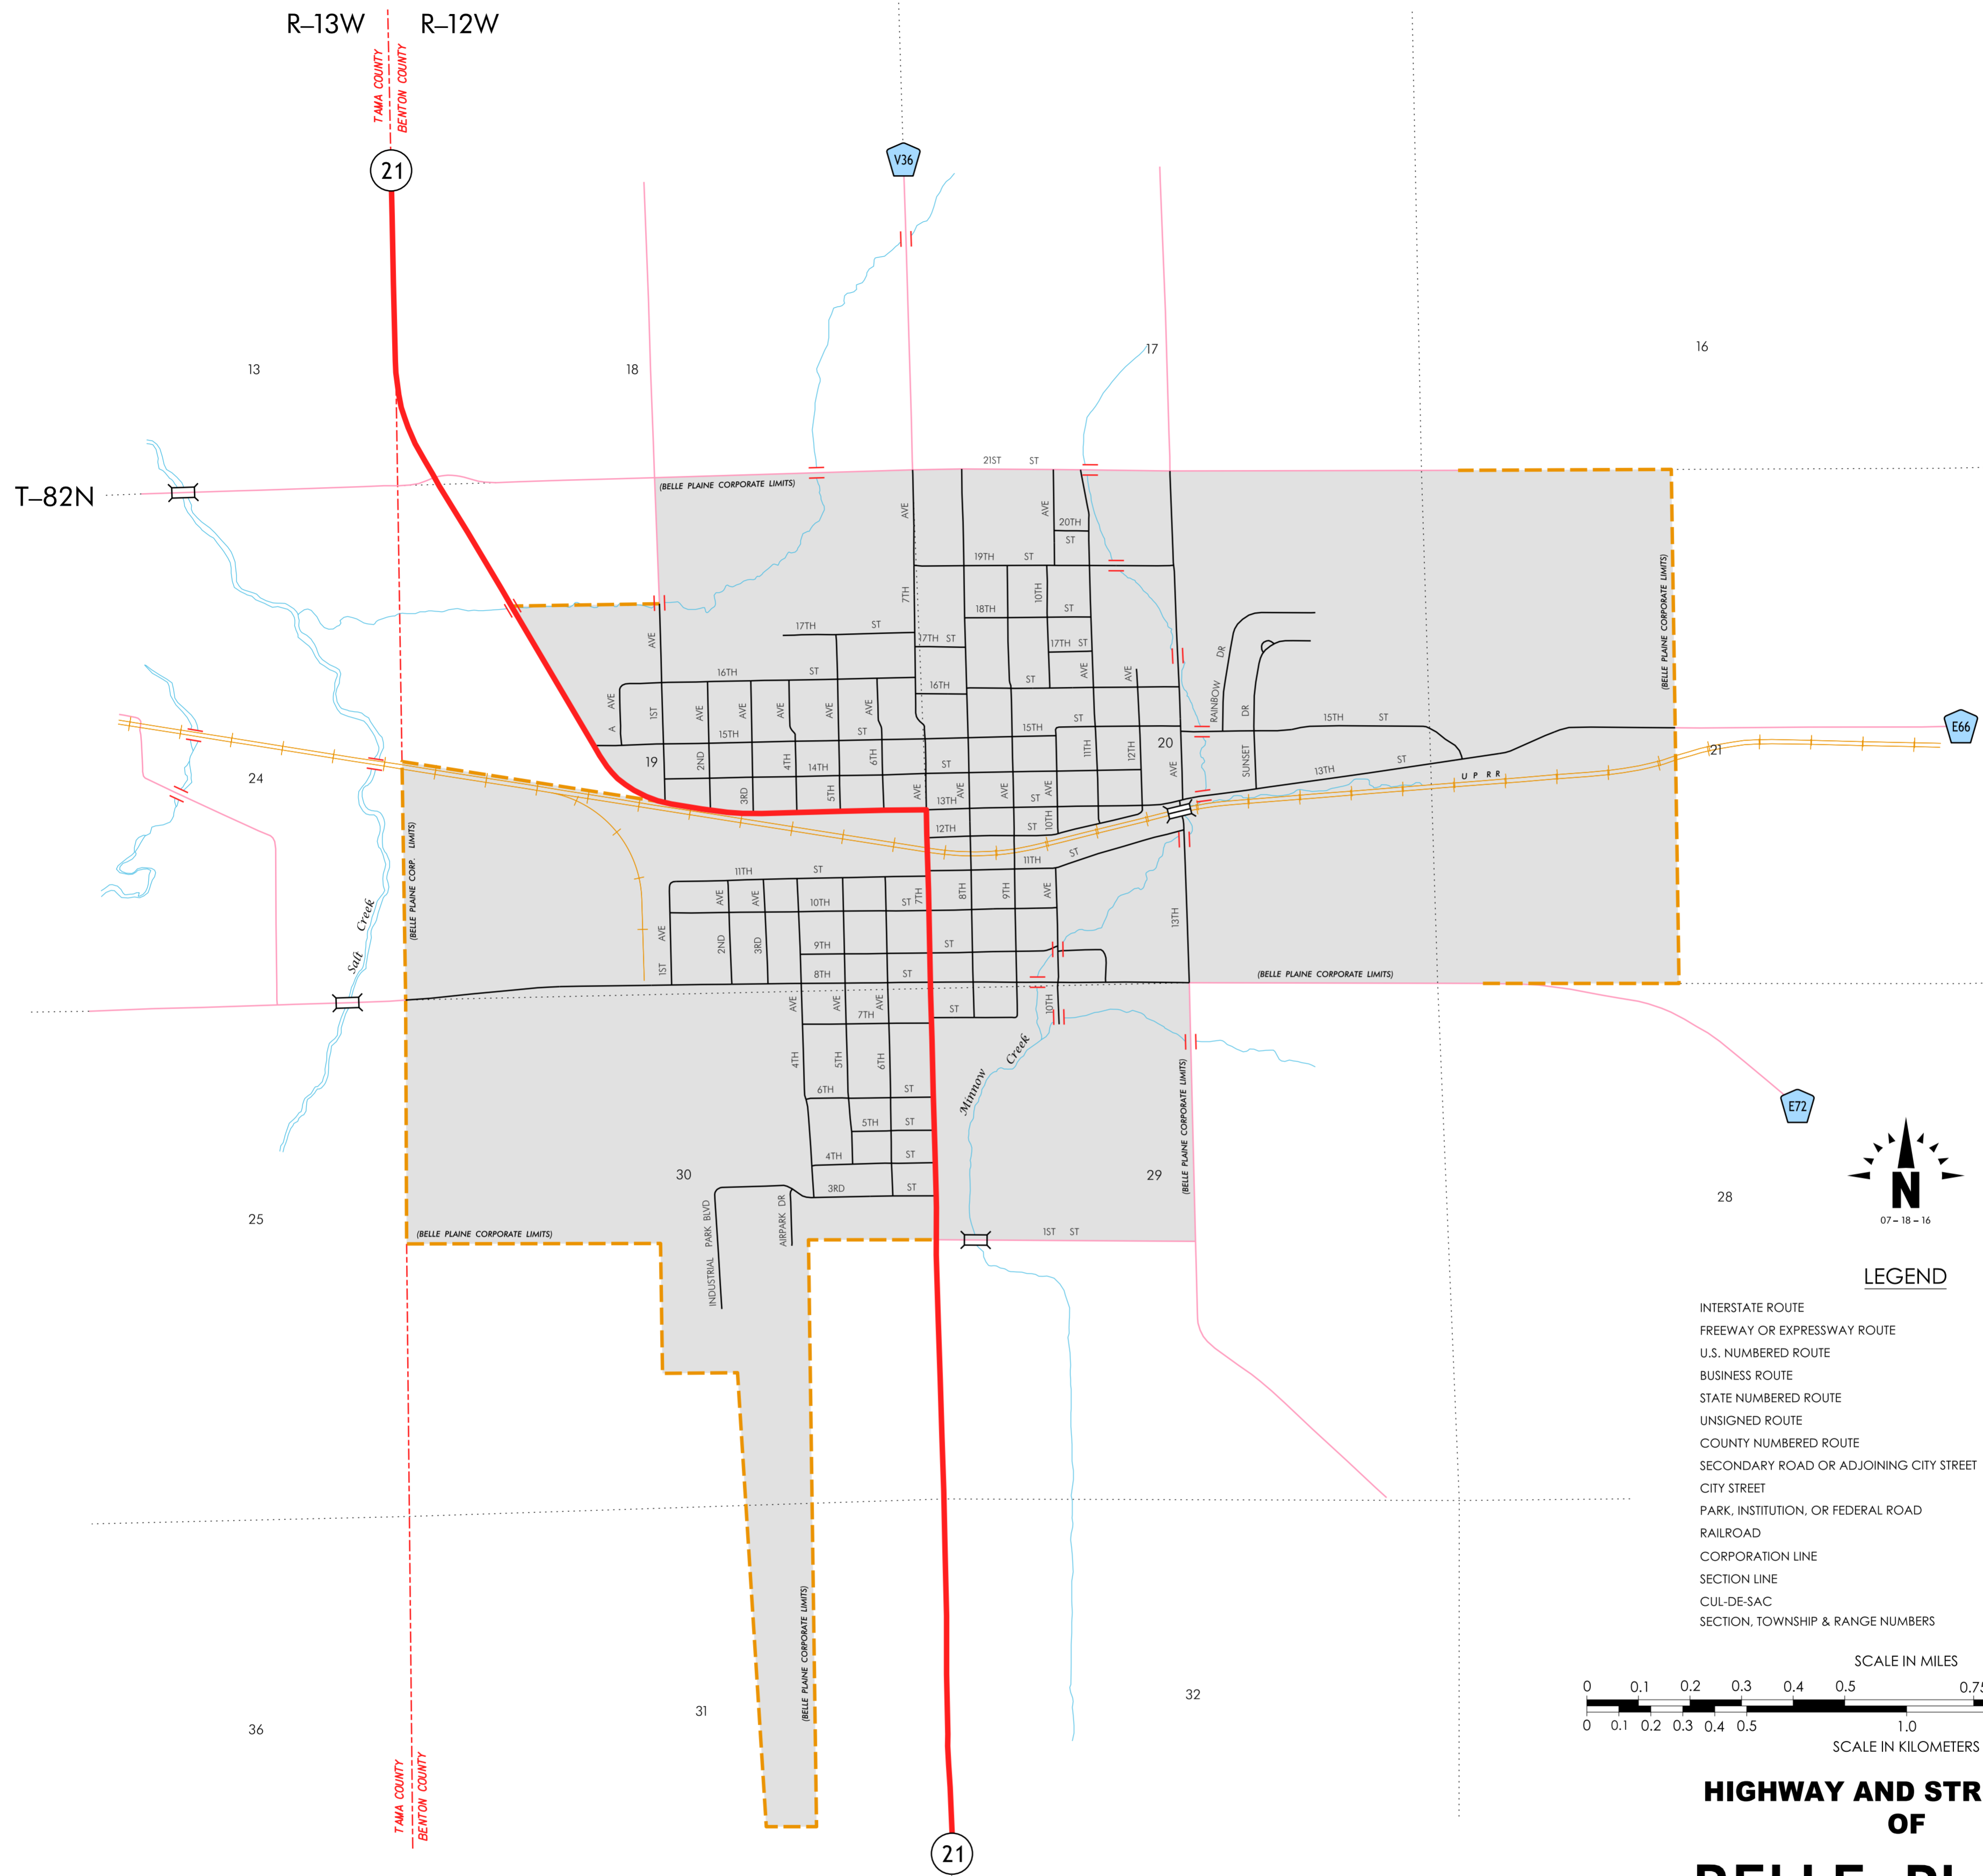 R–13W R–12W
TAMA COUNTY
BENTON COUNTY
21
V36
13
18
17
16
T–82N
21ST ST
(BELLE PLAINE CORPORATE LIMITS)
AVE
AVE
20TH
ST
19TH ST
(BELLE PLAINE CORPORATE LIMITS)
7TH
10TH
18TH ST
17TH ST
17TH ST
17TH ST
AVE
RAINBOW DR
16TH ST
16TH ST
AVE
AVE
A AVE
1ST
AVE
AVE
AVE
AVE
AVE
15TH ST
15TH ST
15TH ST
DR
SUNSET
E66
19
2ND
3RD
4TH
5TH
6TH
14TH ST
11TH
12TH
20
AVE
21
13TH ST
U P RR
24
AVE
AVE
AVE
13TH ST
10TH
12TH ST
11TH ST
11TH ST
(BELLE PLAINE CORP. LIMITS)
AVE
AVE
10TH ST
7TH
8TH
9TH
AVE
13TH
Salt Creek
1ST AVE
2ND
3RD
9TH ST
8TH ST
(BELLE PLAINE CORPORATE LIMITS)
AVE
AVE
AVE
10TH
7TH ST
4TH
5TH
6TH
Minnow Creek
6TH ST
5TH ST
4TH ST
3RD ST
(BELLE PLAINE CORPORATE LIMITS)
E72
30
29
28
25
N
07–18–16
INDUSTRIAL PARK BLVD
AIRPARK DR
(BELLE PLAINE CORPORATE LIMITS)
1ST ST
LEGEND
INTERSTATE ROUTE
FREEWAY OR EXPRESSWAY ROUTE
U.S. NUMBERED ROUTE
BUSINESS ROUTE
STATE NUMBERED ROUTE
UNSIGNED ROUTE
COUNTY NUMBERED ROUTE
SECONDARY ROAD OR ADJOINING CITY STREET
CITY STREET
PARK, INSTITUTION, OR FEDERAL ROAD
RAILROAD
CORPORATION LINE
SECTION LINE
CUL-DE-SAC
SECTION, TOWNSHIP & RANGE NUMBERS
(BELLE PLAINE CORPORATE LIMITS)
36
31
32
SCALE IN MILES
0 0.1 0.2 0.3 0.4 0.5 0.75
0 0.1 0.2 0.3 0.4 0.5 1.0
SCALE IN KILOMETERS
TAMA COUNTY
BENTON COUNTY
21
HIGHWAY AND STR
OF